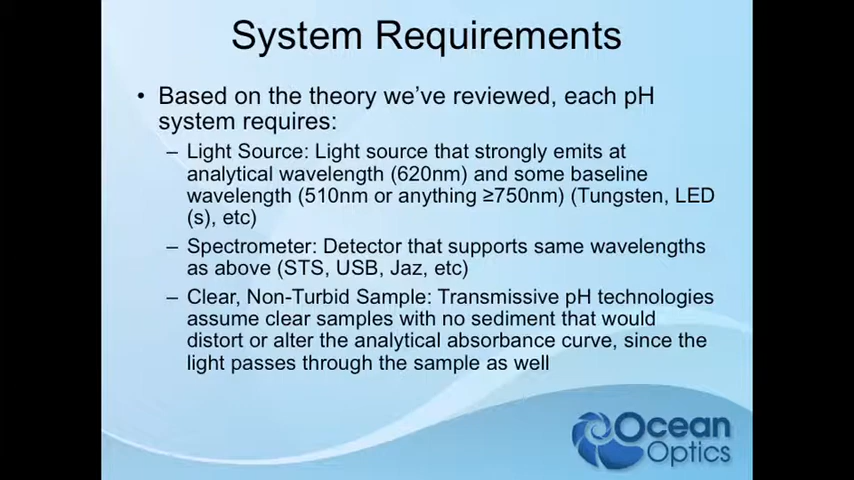 System Requirements
• Based on the theory we've reviewed, each pH
system requires:
– Light Source: Light source that strongly emits at
analytical wavelength (620nm) and some baseline
wavelength (510nm or anything ≥750nm) (Tungsten, LED
(s), etc)
– Spectrometer: Detector that supports same wavelengths
as above (STS, USB, Jaz, etc)
– Clear, Non-Turbid Sample: Transmissive pH technologies
assume clear samples with no sediment that would
distort or alter the analytical absorbance curve, since the
light passes through the sample as well
Ocean
Optics